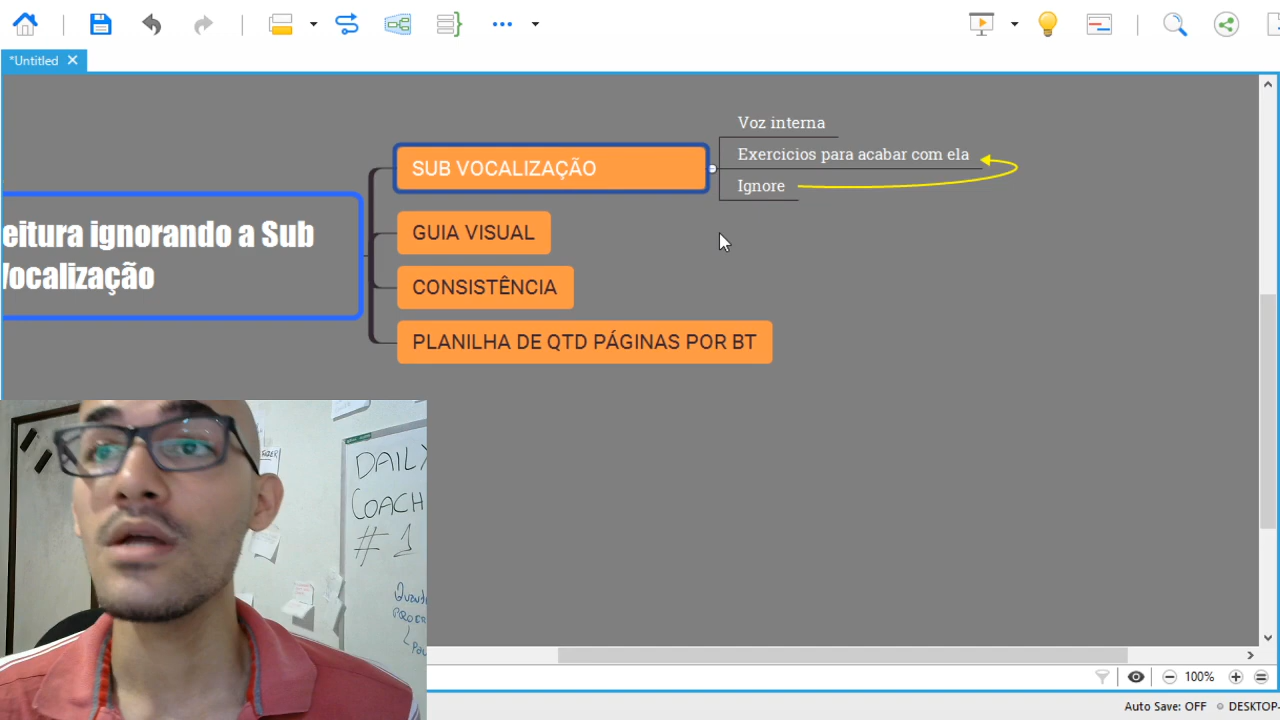 *Untitled
Voz interna
SUB VOCALIZAÇÃO
Exercicios para acabar com ela
Ignore
eitura ignorando a Sub
Vocalização
GUIA VISUAL
CONSISTÊNCIA
PLANILHA DE QTD PÁGINAS POR BT
DAILY
COACH
# 1
100%
Auto Save: OFF
DESKTOP-